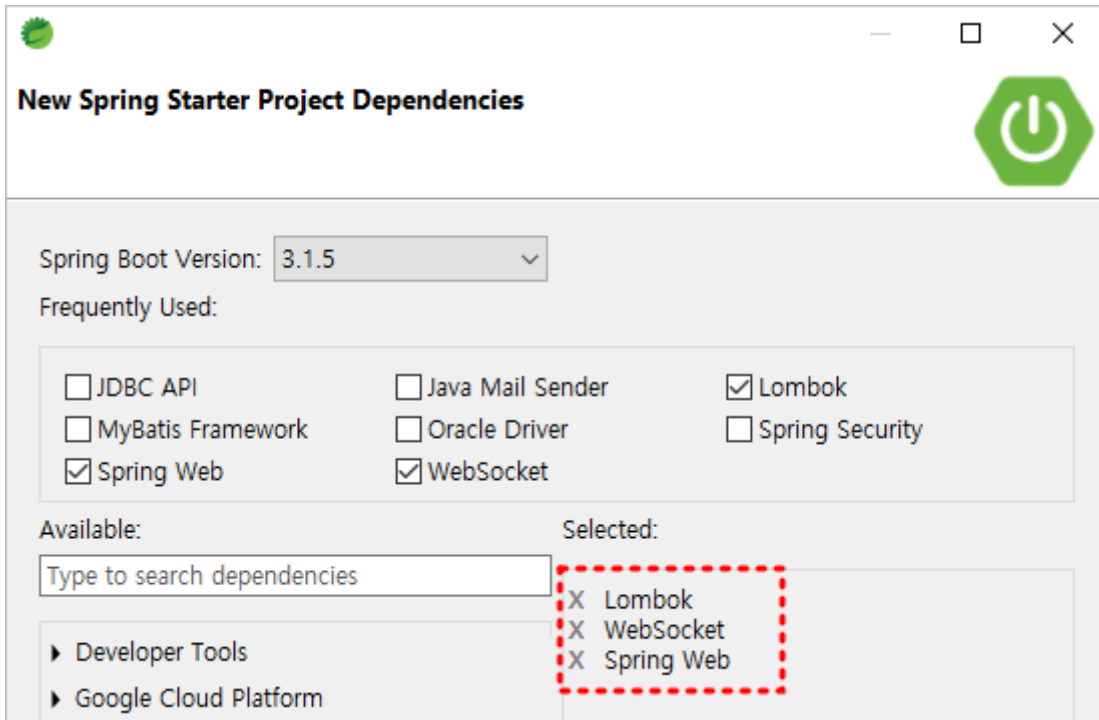 New Spring Starter Project Dependencies
Spring Boot Version: 3.1.5
Frequently Used:
JDBC API Java Mail Sender Lombok
MyBatis Framework Oracle Driver Spring Security
Spring Web WebSocket
Available: Selected:
Type to search dependencies
X Lombok
X WebSocket
X Spring Web
Developer Tools
Google Cloud Platform